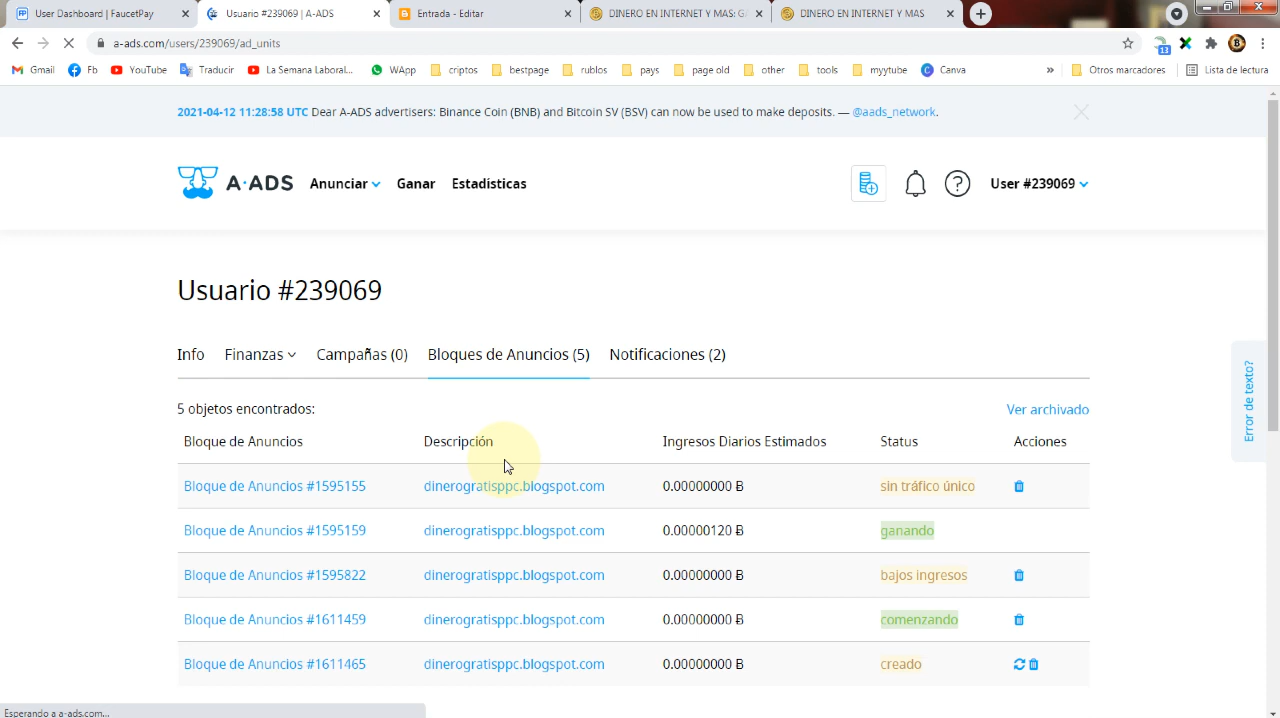 User Dashboard | FaucetPay
Usuario #239069 | A-ADS
Entrada - Editar
DINERO EN INTERNET Y MAS: G
DINERO EN INTERNET Y MAS
a-ads.com/users/239069/ad_units
13
Gmail
Fb
YouTube
Traduci
La Semana Laboral...
WApp
criptos
bestpage
rublos
pays
page old
other
tools
myytube
Canva
»
Otros marcadores
Lista de lectura
2021-04-12 11:28:58 UTC Dear A-ADS advertisers: Binance Coin (BNB) and Bitcoin SV (BSV) can now be used to make deposits. — @aads_network.
A·ADS
Anunciar
Ganar
Estadísticas
User #239069
Usuario #239069
Info
Finanzas
Campañas (0)
Bloques de Anuncios (5)
Notificaciones (2)
5 objetos encontrados:
Ver archivado
Error de texto?
Bloque de Anuncios Descripción Ingresos Diarios Estimados Status Acciones
Bloque de Anuncios #1595155 dinerogratisppc.blogspot.com 0.00000000 Ƀ sin tráfico único
Bloque de Anuncios #1595159 dinerogratisppc.blogspot.com 0.00000120 Ƀ ganando
Bloque de Anuncios #1595822 dinerogratisppc.blogspot.com 0.00000000 Ƀ bajos ingresos
Bloque de Anuncios #1611459 dinerogratisppc.blogspot.com 0.00000000 Ƀ comenzando
Bloque de Anuncios #1611465 dinerogratisppc.blogspot.com 0.00000000 Ƀ creado
Esperando a a-ads.com...